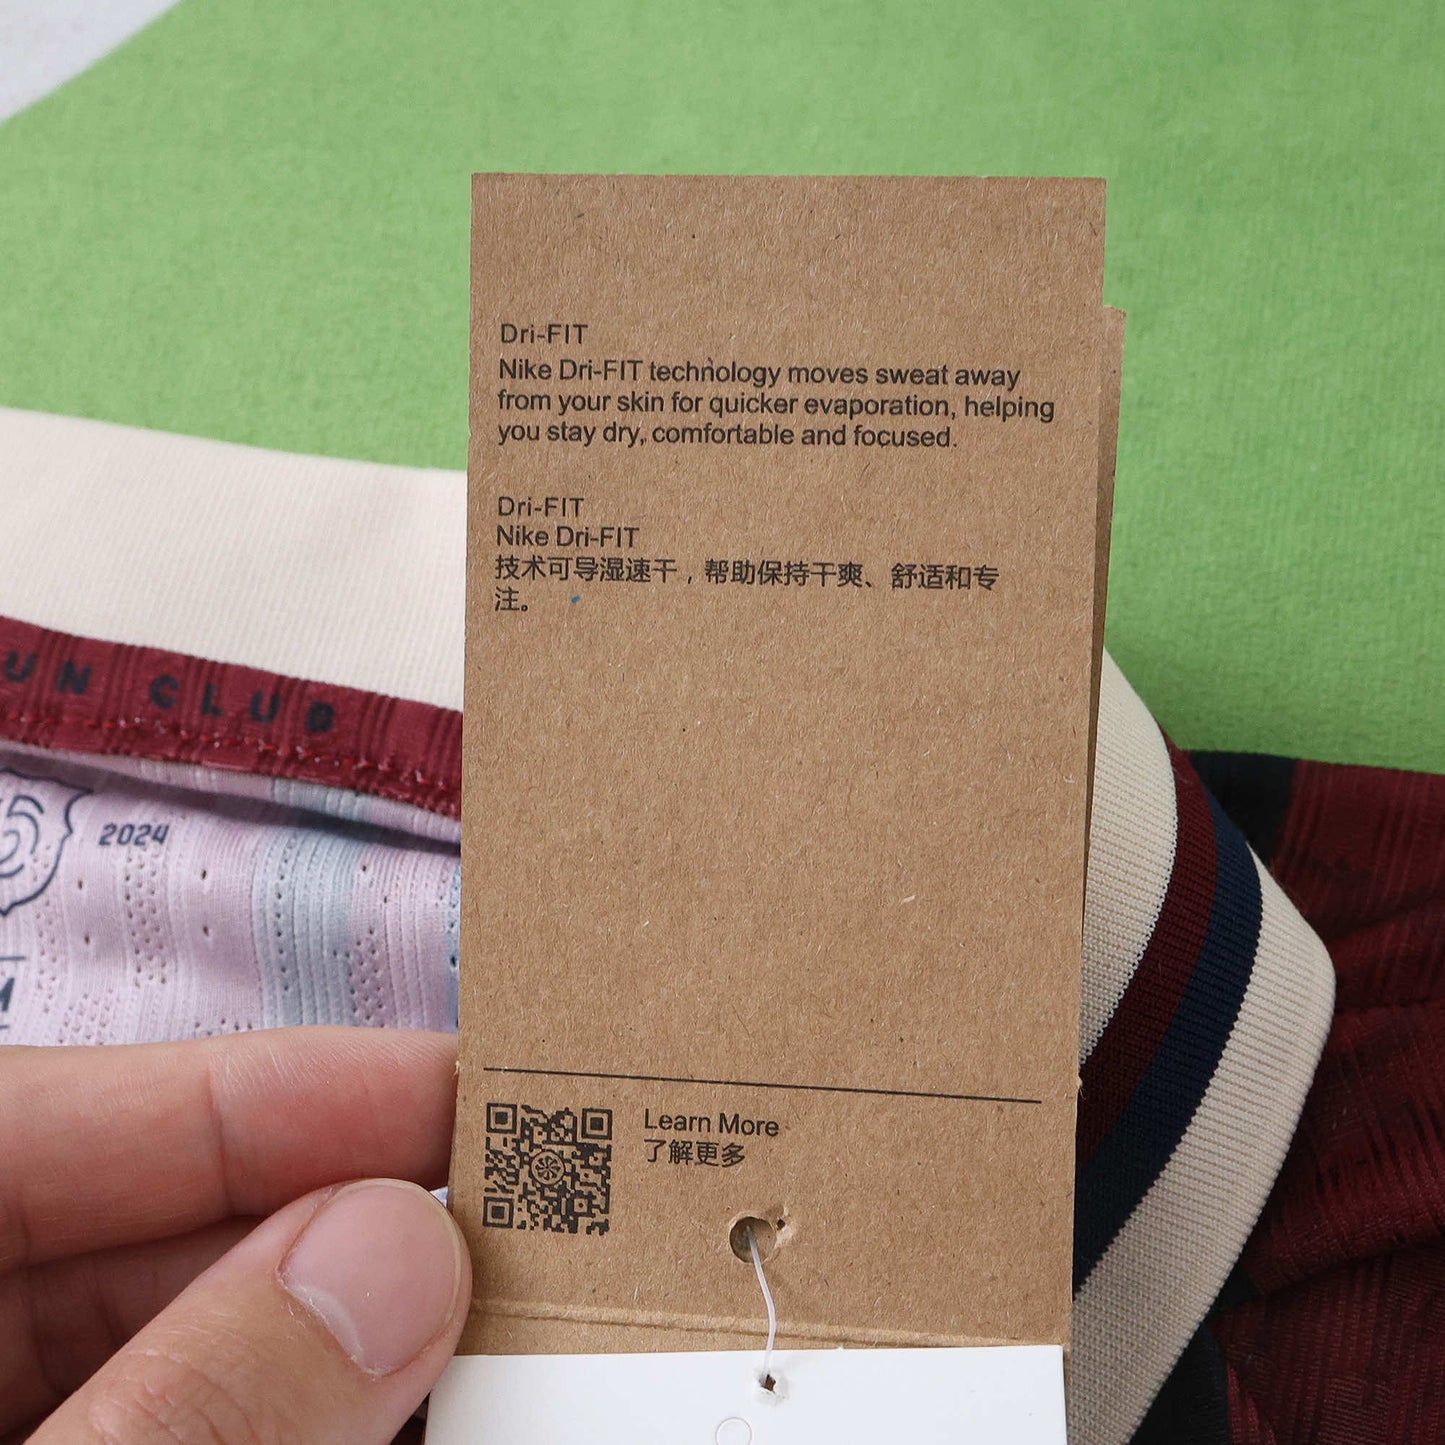 Dri-FIT
Nike Dri-FIT technology moves sweat away
from your skin for quicker evaporation, helping
you stay dry, comfortable and focused.
Dri-FIT
Nike Dri-FIT
技术可导湿速干，帮助保持干爽、舒适和专
注。
UN CLUB
2024
M
Learn More
了解更多